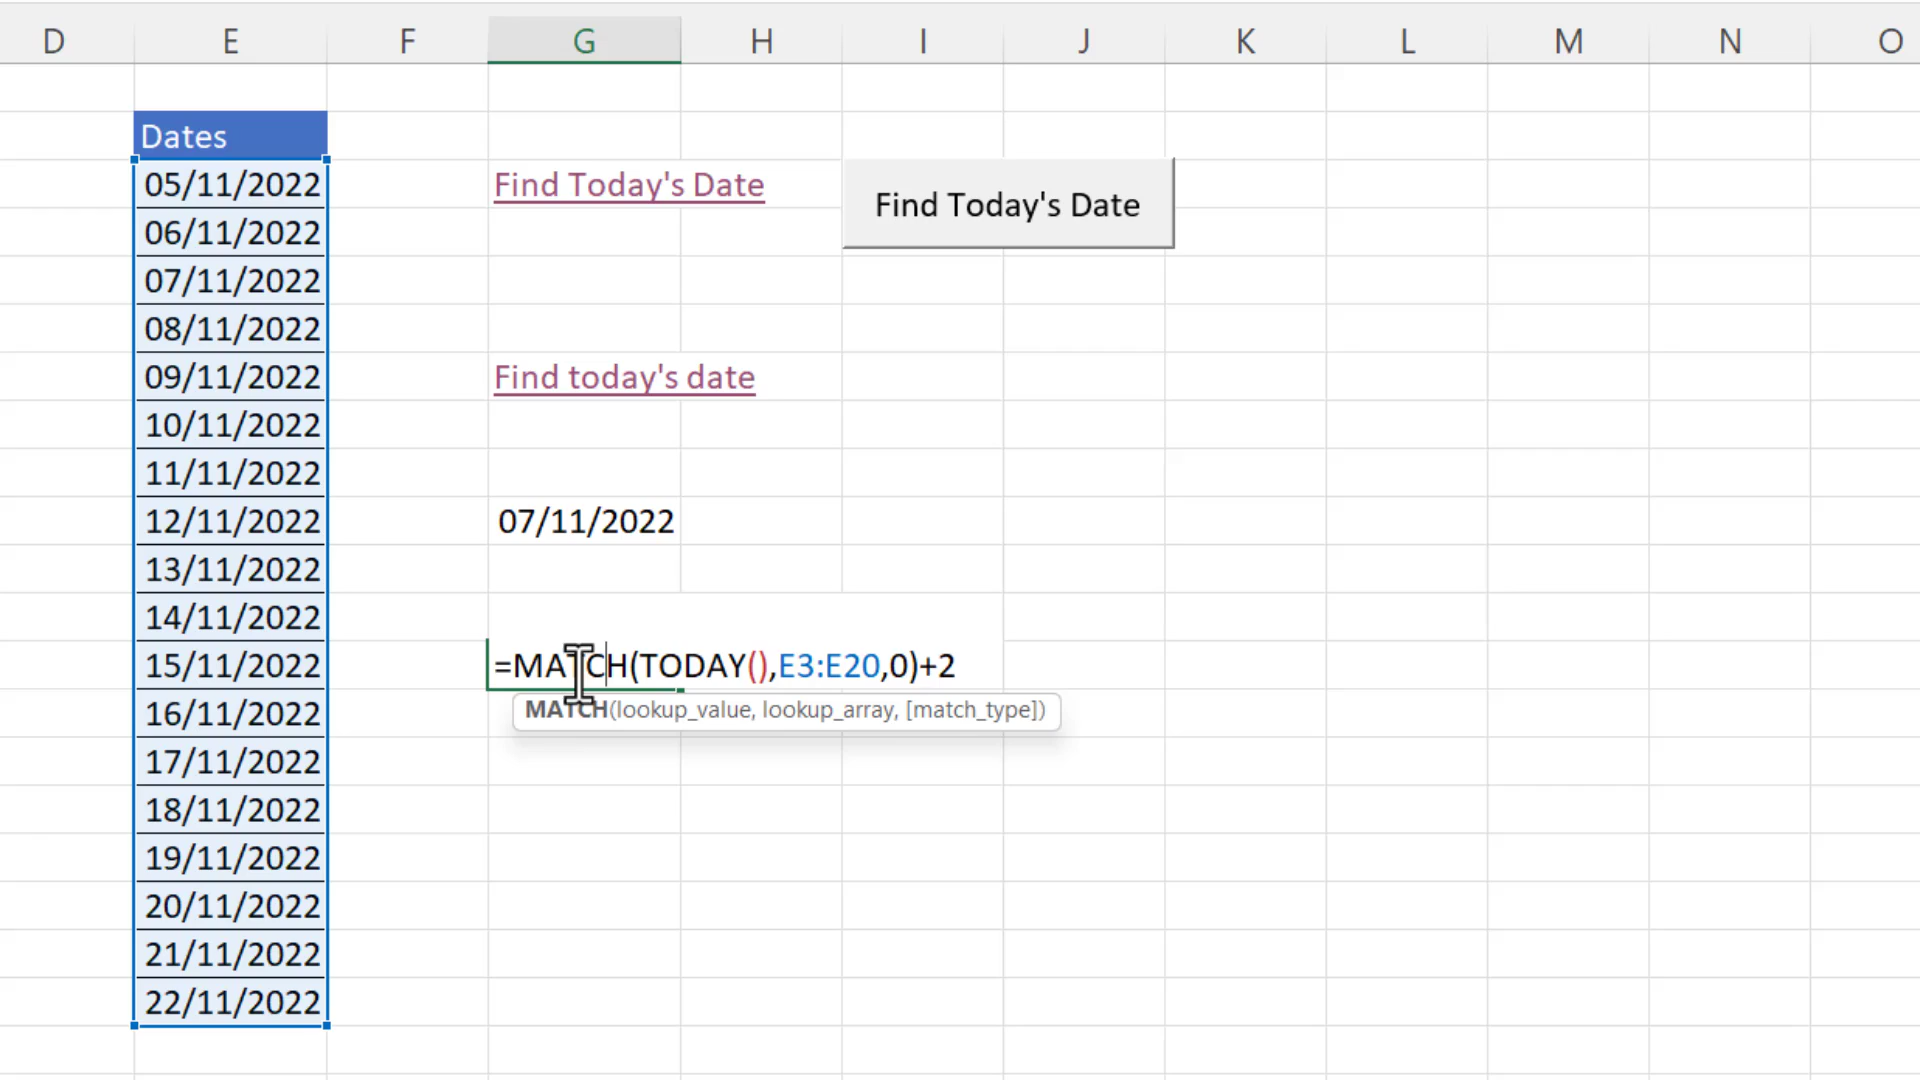 D E F G H I J K L M N O
Dates
05/11/2022 Find Today's Date Find Today's Date
06/11/2022
07/11/2022
08/11/2022
09/11/2022 Find today's date
10/11/2022
11/11/2022
12/11/2022 07/11/2022
13/11/2022
14/11/2022
15/11/2022 =MATCH(TODAY(),E3:E20,0)+2
16/11/2022 MATCH(lookup_value, lookup_array, [match_type])
17/11/2022
18/11/2022
19/11/2022
20/11/2022
21/11/2022
22/11/2022